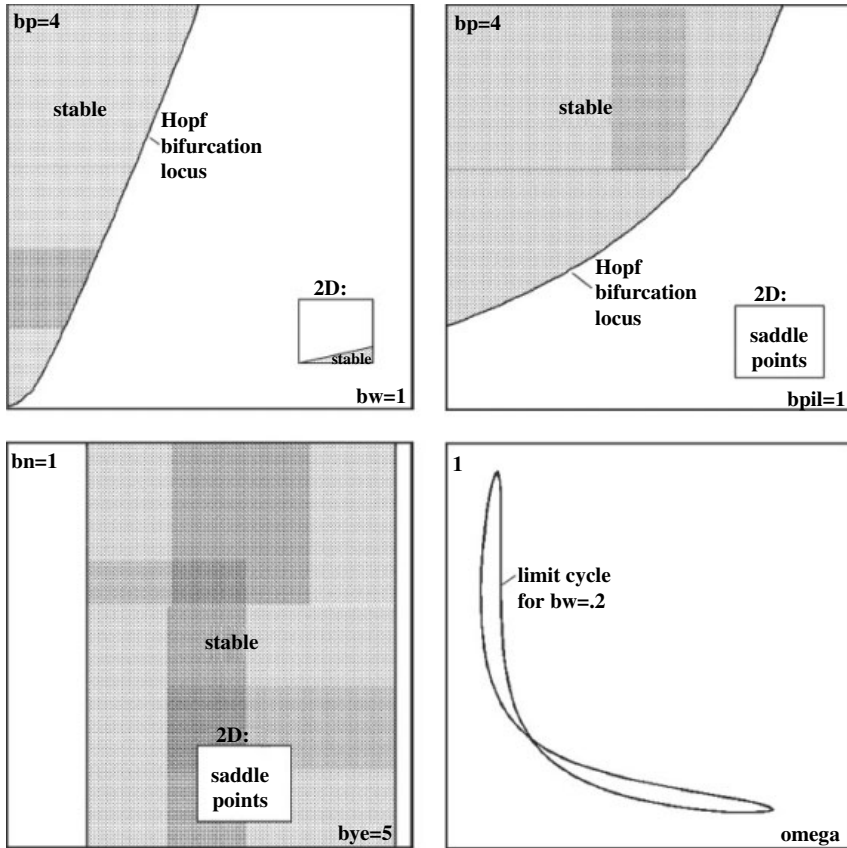 bp=4
stable
Hopf
bifurcation
locus
2D:
stable
bw=1
bp=4
stable
Hopf
bifurcation
locus
2D:
saddle
points
bpil=1
bn=1
stable
2D:
saddle
points
bye=5
1
limit cycle
for bw=.2
omega